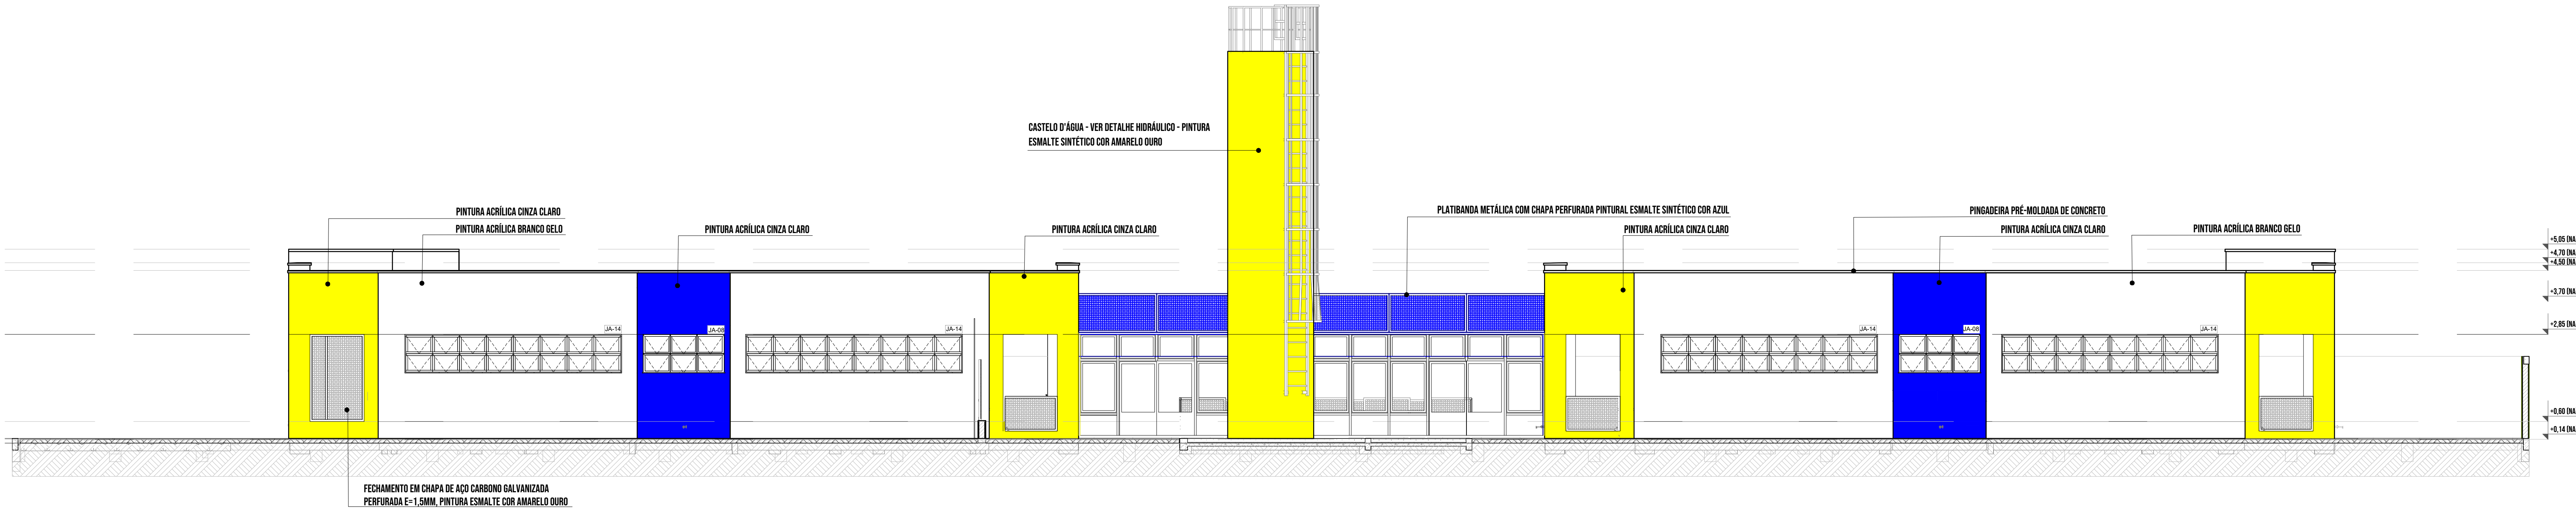 CASTELO D'ÁGUA - VER DETALHE HIDRÁULICO - PINTURA
ESMALTE SINTÉTICO COR AMARELO OURO
PINTURA ACRÍLICA CINZA CLARO
PINTURA ACRÍLICA BRANCO GELO
PINTURA ACRÍLICA CINZA CLARO
PINTURA ACRÍLICA CINZA CLARO
PLATIBANDA METÁLICA COM CHAPA PERFURADA PINTURAL ESMALTE SINTÉTICO COR AZUL
PINTURA ACRÍLICA CINZA CLARO
PINGADEIRA PRÉ-MOLDADA DE CONCRETO
PINTURA ACRÍLICA CINZA CLARO
PINTURA ACRÍLICA BRANCO GELO
+5,05 (NA
+4,70 (NA
+4,50 (NA
+3,70 (NA
+2,85 (NA
+0,60 (NA
+0,14 (NA
JA-14
JA-08
JA-14
JA-14
JA-08
JA-14
FECHAMENTO EM CHAPA DE AÇO CARBONO GALVANIZADA
PERFURADA E=1,5MM, PINTURA ESMALTE COR AMARELO OURO